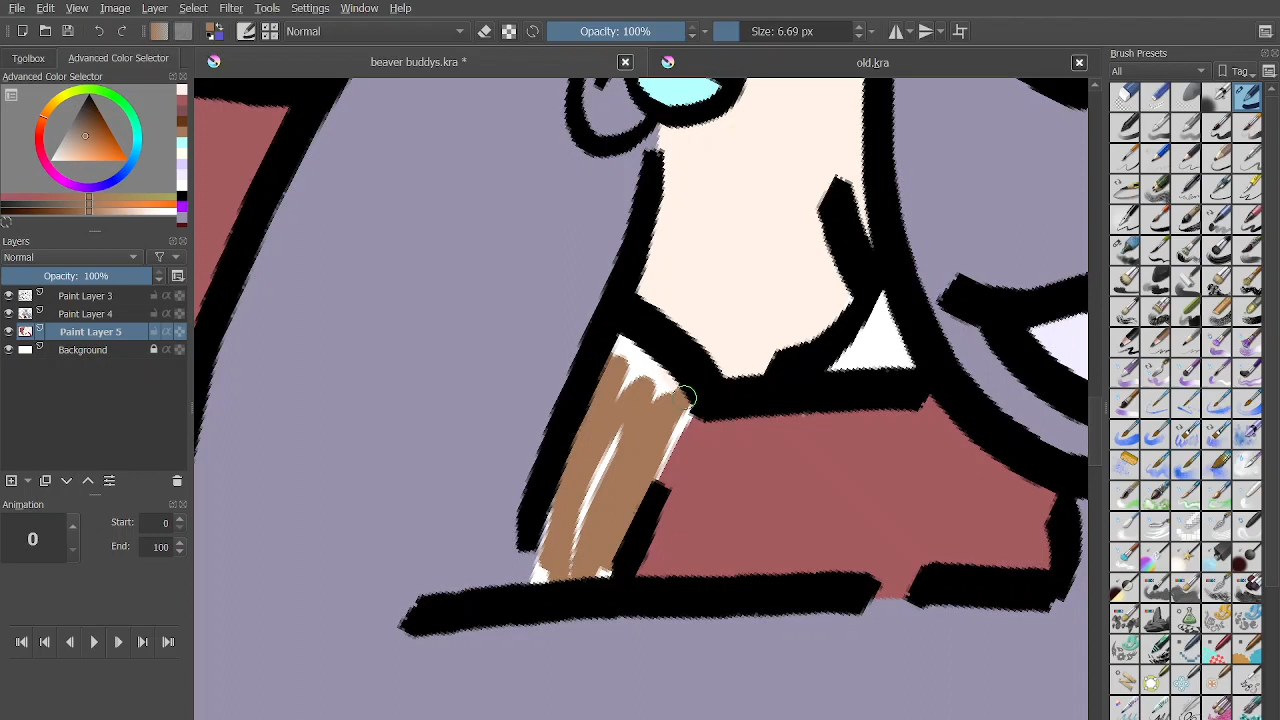 File Edit View Image Layer Select Filter Tools Settings Window Help
Normal Opacity: 100% Size: 6.69 px
Toolbox Advanced Color Selector beaver buddys.kra * old.kra Brush Presets
Advanced Color Selector
All Tag
Layers
Normal
Opacity: 100%
Paint Layer 3
Paint Layer 4
Paint Layer 5
Background
Animation
0 Start: 0
End: 100